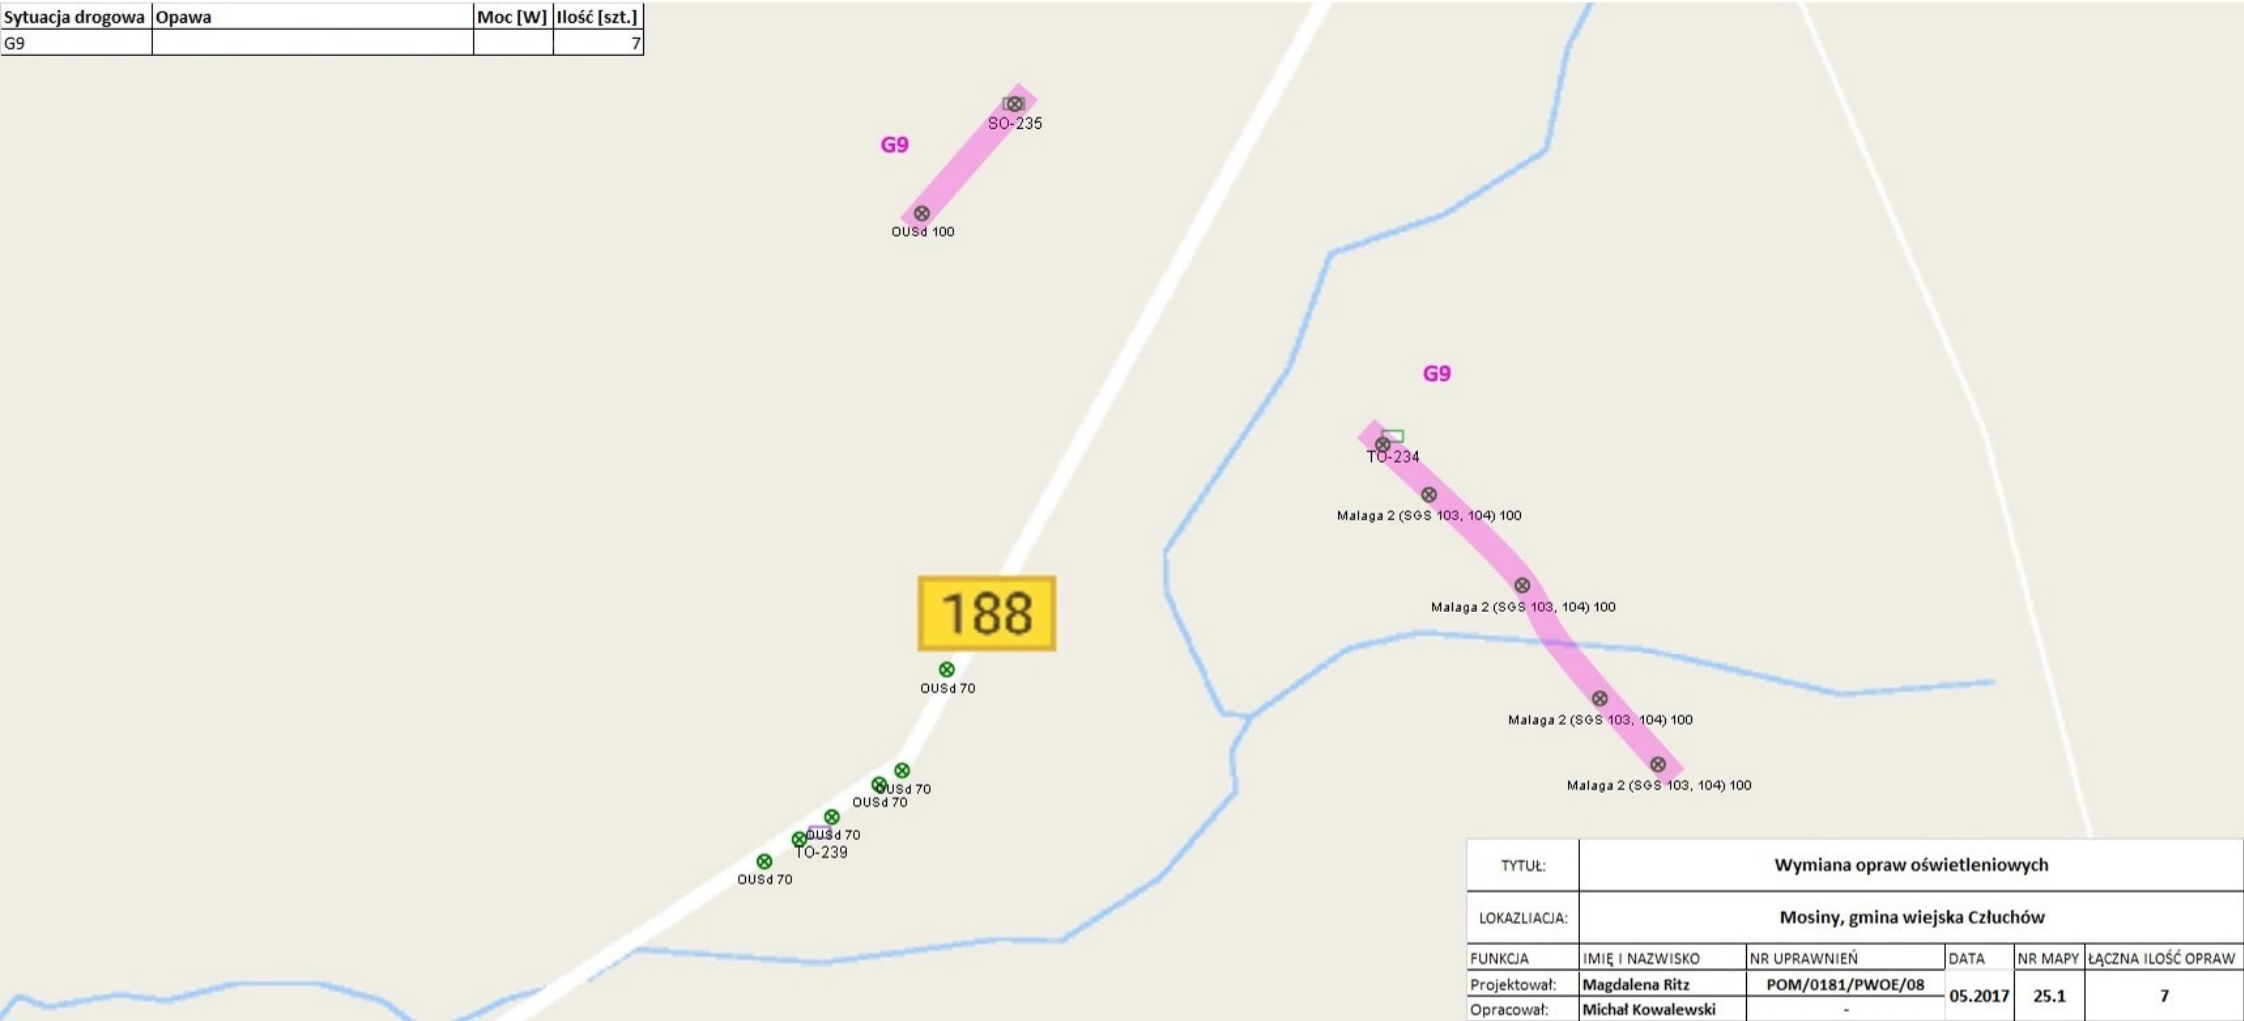 Sytuacja drogowa Opawa Moc [W] Ilość [szt.]
G9 7
SO-235
G9
OUSd 100
G9
TO-234
Malaga 2 (SGS 103, 104) 100
188
Malaga 2 (SGS 103, 104) 100
OUSd 70
Malaga 2 (SGS 103, 104) 100
Malaga 2 (SGS 103, 104) 100
OUSd 70
OUSd 70
OUSd 70
TO-239
OUSd 70
TYTUŁ: Wymiana opraw oświetleniowych
LOKAZLIACJA: Mosiny, gmina wiejska Człuchów
FUNKCJA IMIĘ I NAZWISKO NR UPRAWNIEŃ DATA NR MAPY ŁĄCZNA ILOŚĆ OPRAW
Projektował: Magdalena Ritz POM/0181/PWOE/08 05.2017 25.1 7
Opracował: Michał Kowalewski -